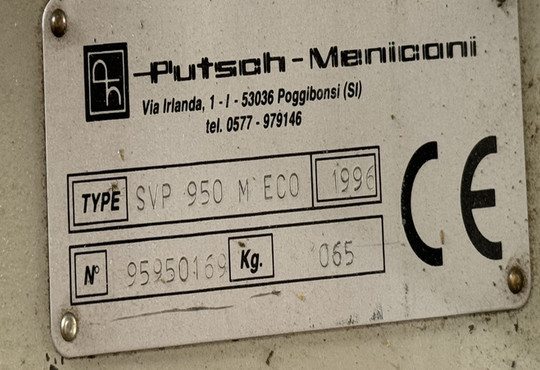 Putsch-Meniconi
Via Irlanda, 1 - I - 53036 Poggibonsi (SI)
tel. 0577 - 979146
TYPE SVP 950 M ECO 1996
N° 95950169 Kg. 065
CE